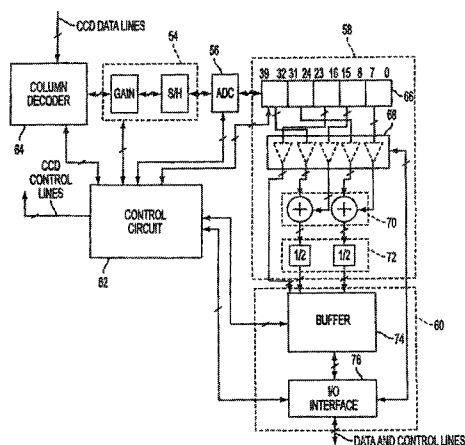 CCD DATA LINES
54
58
56
39 32 31 24 23 16 15 8 7 0
COLUMN
DECODER
64
GAIN
S/H
ADC
66
68
CCD
CONTROL
LINES
CONTROL
CIRCUIT
62
+ +
70
1/2 1/2
72
BUFFER
74
60
76
I/O
INTERFACE
DATA AND CONTROL LINES